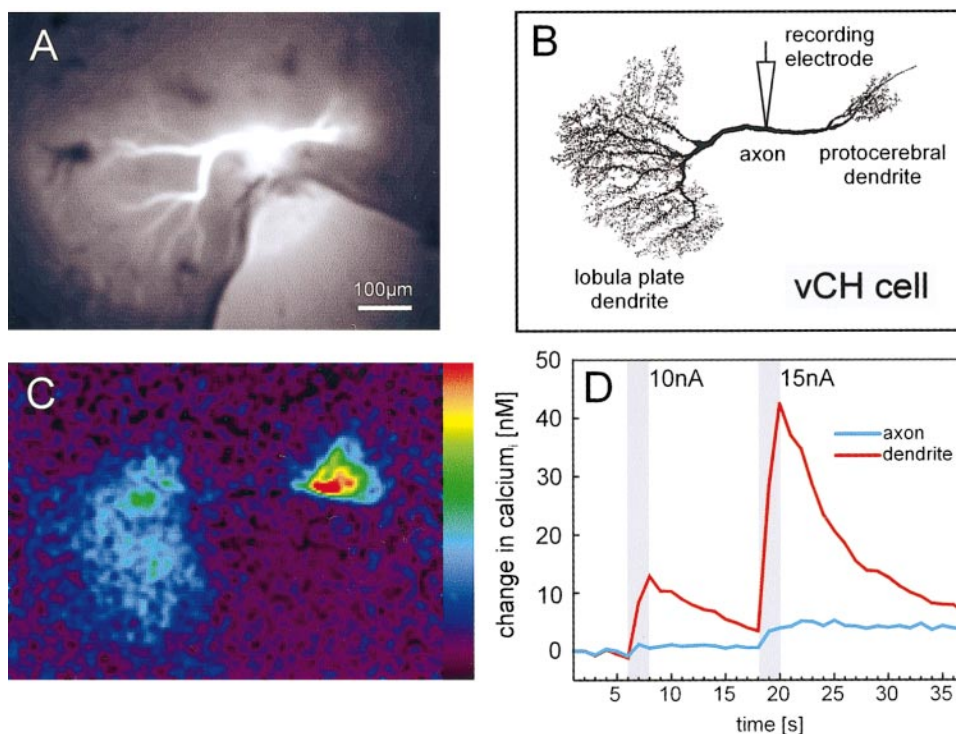 A
100μm
B
recording
electrode
axon
protocerebral
dendrite
lobula plate
dendrite
vCH cell
C
D
10nA
15nA
axon
dendrite
change in calciumi [nM]
50
40
30
20
10
0
5
10
15
20
25
30
35
time [s]